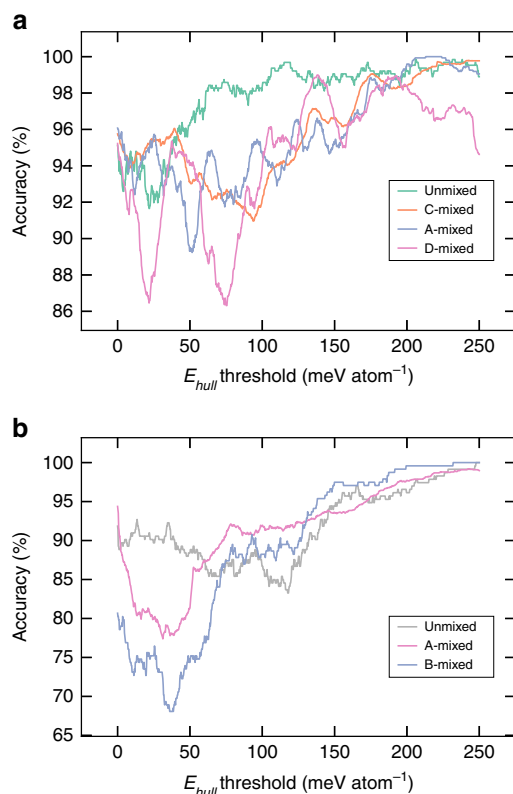 a
100
98
96
94
92
90
88
86
Accuracy (%)
Unmixed
C-mixed
A-mixed
D-mixed
0 50 100 150 200 250
E_hull threshold (meV atom⁻¹)
b
100
95
90
85
80
75
70
65
Accuracy (%)
Unmixed
A-mixed
B-mixed
0 50 100 150 200 250
E_hull threshold (meV atom⁻¹)